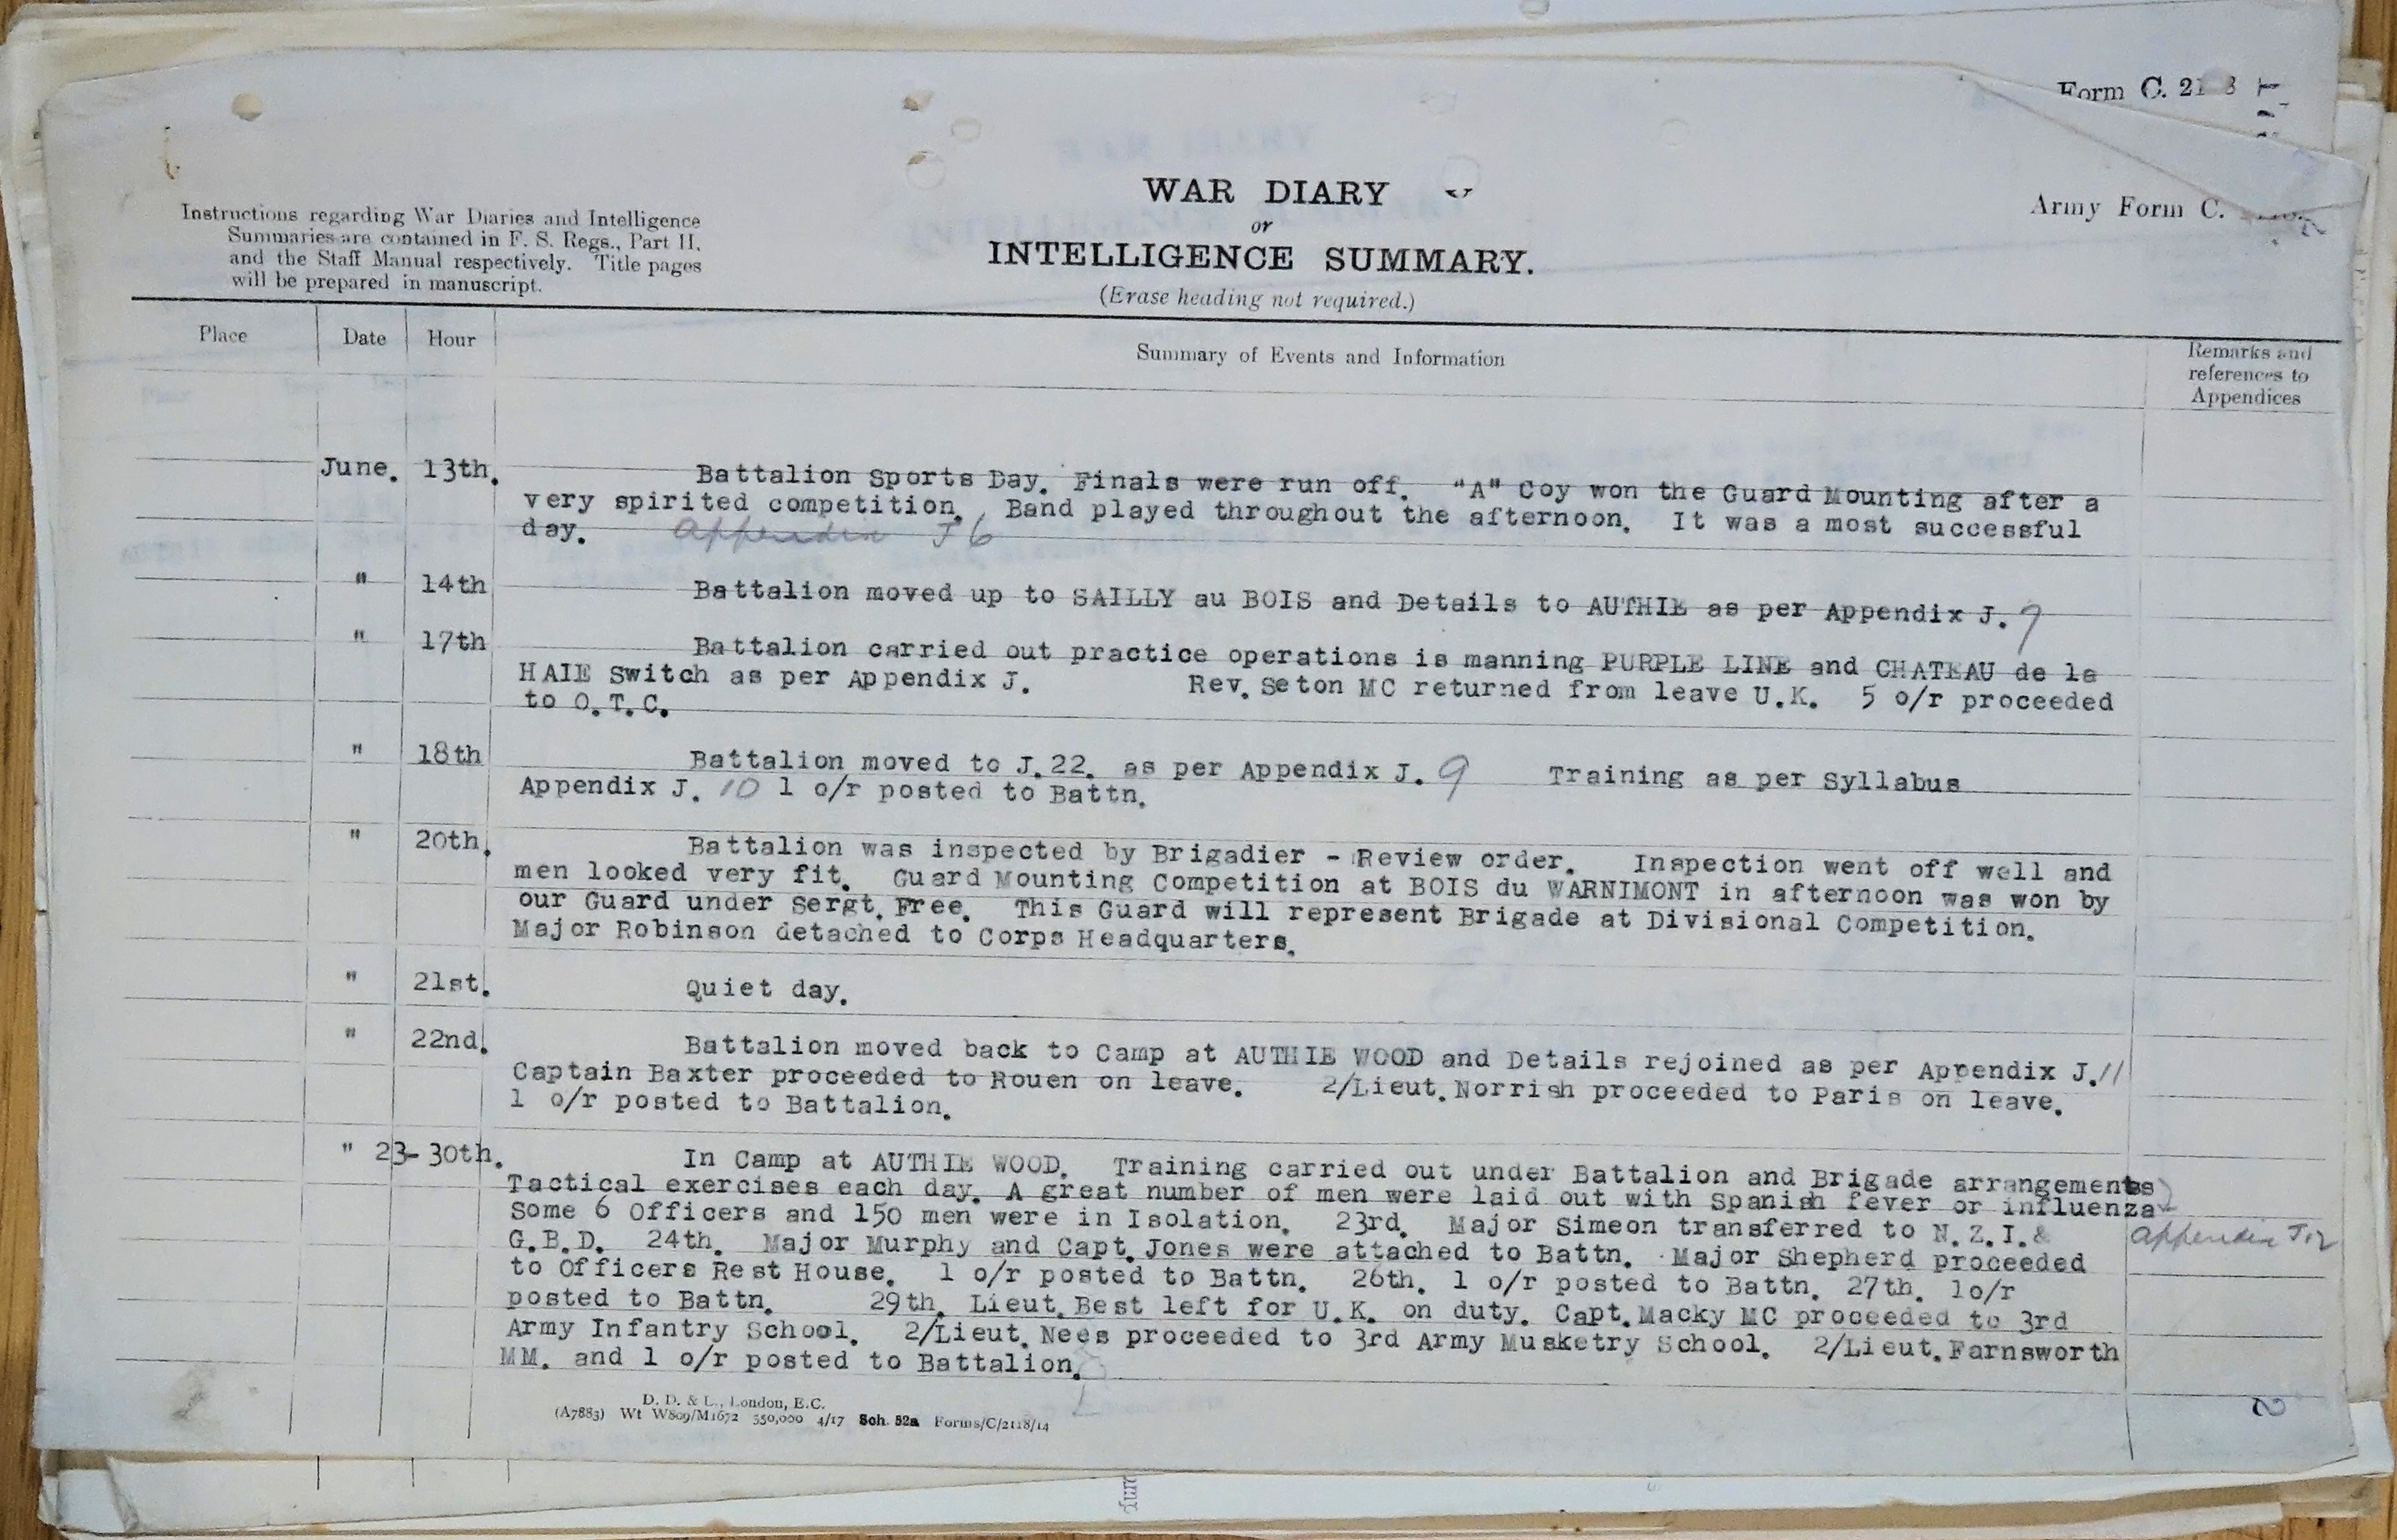 Form C. 21 8
Army Form C.
WAR DIARY
or
INTELLIGENCE SUMMARY.
(Erase heading not required.)
Instructions regarding War Diaries and Intelligence
Summaries are contained in F. S. Regs., Part II,
and the Staff Manual respectively. Title pages
will be prepared in manuscript.
Place Date Hour Summary of Events and Information Remarks and
references to
Appendices
June. 13th. Battalion Sports Day. Finals were run off. "A" Coy won the Guard Mounting after a
very spirited competition. Band played throughout the afternoon. It was a most successful
day. Appendix J 6
" 14th Battalion moved up to SAILLY au BOIS and Details to AUTHIE as per Appendix J. 7
" 17th Battalion carried out practice operations is manning PURPLE LINE and CHATEAU de la
HAIE Switch as per Appendix J. Rev. Seton MC returned from leave U.K. 5 o/r proceeded
to O.T.C.
" 18th Battalion moved to J.22. as per Appendix J. 9 Training as per Syllabus
Appendix J. 10 1 o/r posted to Battn.
" 20th. Battalion was inspected by Brigadier - Review order. Inspection went off well and
men looked very fit. Guard Mounting Competition at BOIS du WARNIMONT in afternoon was won by
our Guard under Sergt. Free. This Guard will represent Brigade at Divisional Competition.
Major Robinson detached to Corps Headquarters.
" 21st. Quiet day.
" 22nd. Battalion moved back to Camp at AUTHIE WOOD and Details rejoined as per Appendix J. 11
Captain Baxter proceeded to Rouen on leave. 2/Lieut. Norrish proceeded to Paris on leave.
1 o/r posted to Battalion.
" 23-30th. In Camp at AUTHIE WOOD. Training carried out under Battalion and Brigade arrangements
Tactical exercises each day. A great number of men were laid out with Spanish fever or influenza
Some 6 Officers and 150 men were in Isolation. 23rd. Major Simeon transferred to N.Z.I.&
G.B.D. 24th. Major Murphy and Capt. Jones were attached to Battn. Major Shepherd proceeded
Appendix J12
to Officers Rest House. 1 o/r posted to Battn. 26th. 1 o/r posted to Battn. 27th. 1o/r
posted to Battn. 29th. Lieut. Best left for U.K. on duty. Capt. Macky MC proceeded to 3rd
Army Infantry School. 2/Lieut. Nees proceeded to 3rd Army Musketry School. 2/Lieut. Farnsworth
MM. and 1 o/r posted to Battalion.
D. D. & L., London, E.C.
(A7883) Wt W809/M1672 350,000 4/17 Sch. 52a Forms/C/2118/14